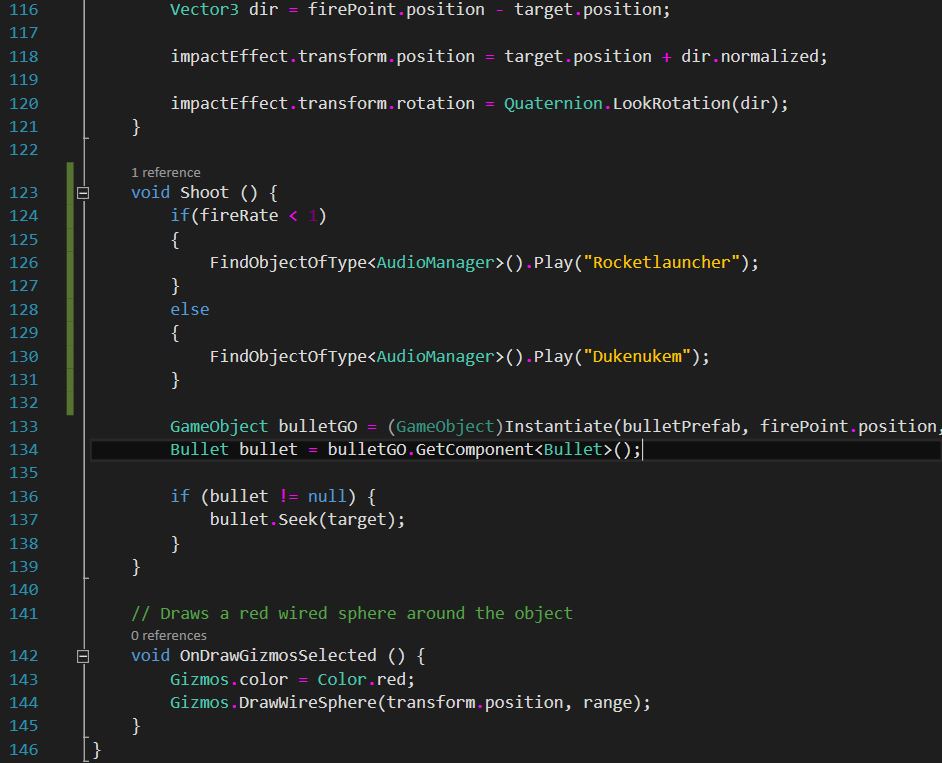 116 Vector3 dir = firePoint.position - target.position;
117
118 impactEffect.transform.position = target.position + dir.normalized;
119
120 impactEffect.transform.rotation = Quaternion.LookRotation(dir);
121 }
122
1 reference
123 void Shoot () {
124 if(fireRate < 1)
125 {
126 FindObjectOfType<AudioManager>().Play("Rocketlauncher");
127 }
128 else
129 {
130 FindObjectOfType<AudioManager>().Play("Dukenukem");
131 }
132
133 GameObject bulletGO = (GameObject)Instantiate(bulletPrefab, firePoint.position,
134 Bullet bullet = bulletGO.GetComponent<Bullet>();
135
136 if (bullet != null) {
137 bullet.Seek(target);
138 }
139 }
140
141 // Draws a red wired sphere around the object
0 references
142 void OnDrawGizmosSelected () {
143 Gizmos.color = Color.red;
144 Gizmos.DrawWireSphere(transform.position, range);
145 }
146 }